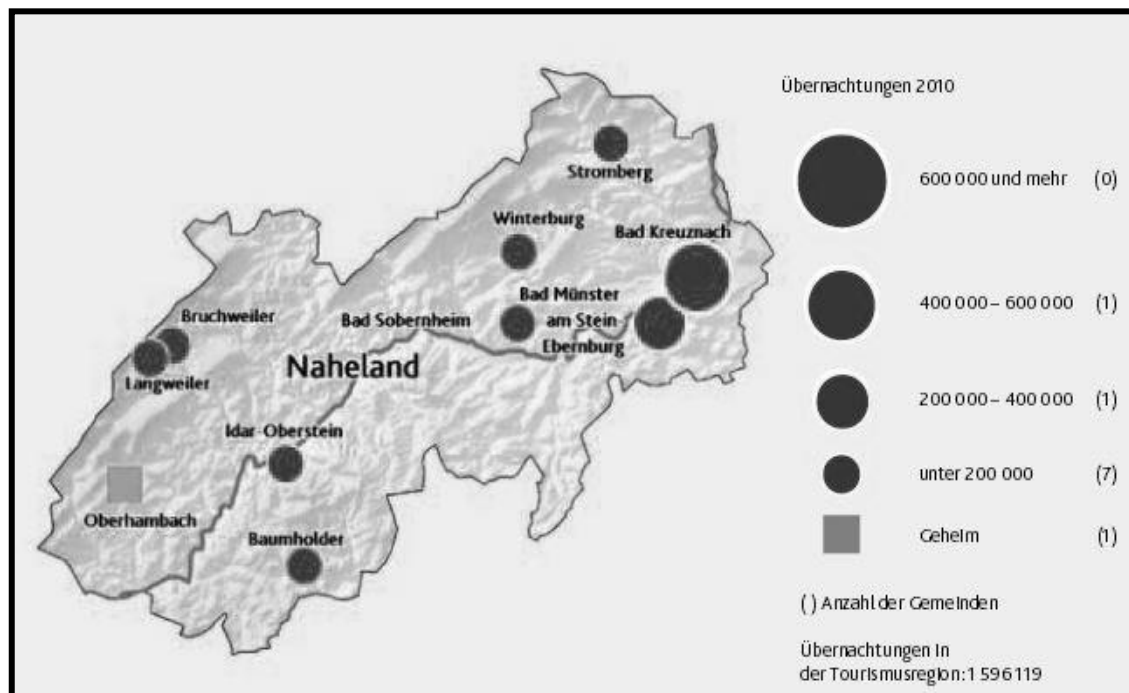 Stromberg
Winterburg
Bad Kreuznach
Bad Münster
am Stein
Ebernburg
Bad Sobernheim
Bruchweiler
Langweiler
Naheland
Idar-Oberstein
Oberhambach
Baumholder
Übernachtungen 2010
600 000 und mehr (0)
400 000 – 600 000 (1)
200 000 – 400 000 (1)
unter 200 000 (7)
Geheim (1)
( ) Anzahl der Gemeinden
Übernachtungen in
der Tourismusregion: 1 596 119